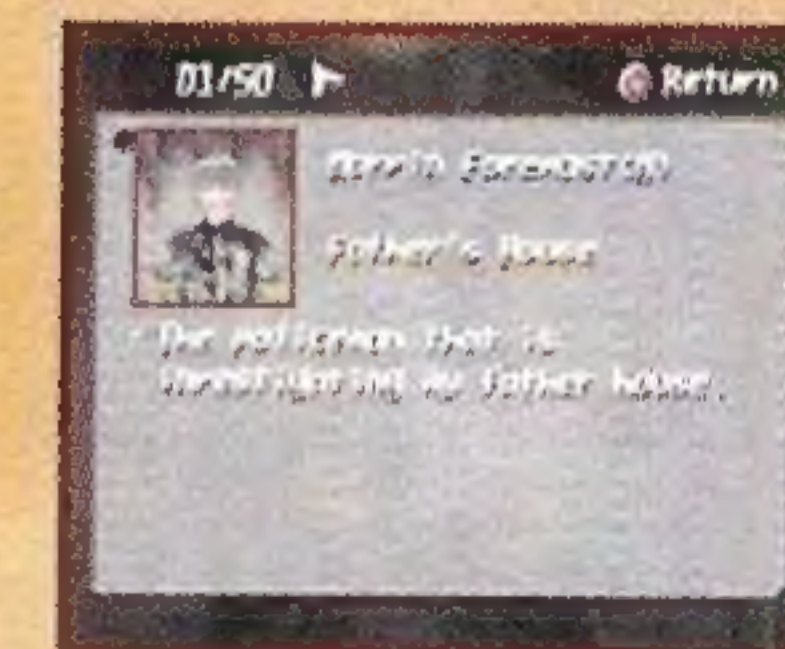 01/50 Return
Father's House
The policeman that is
investigating my father house.